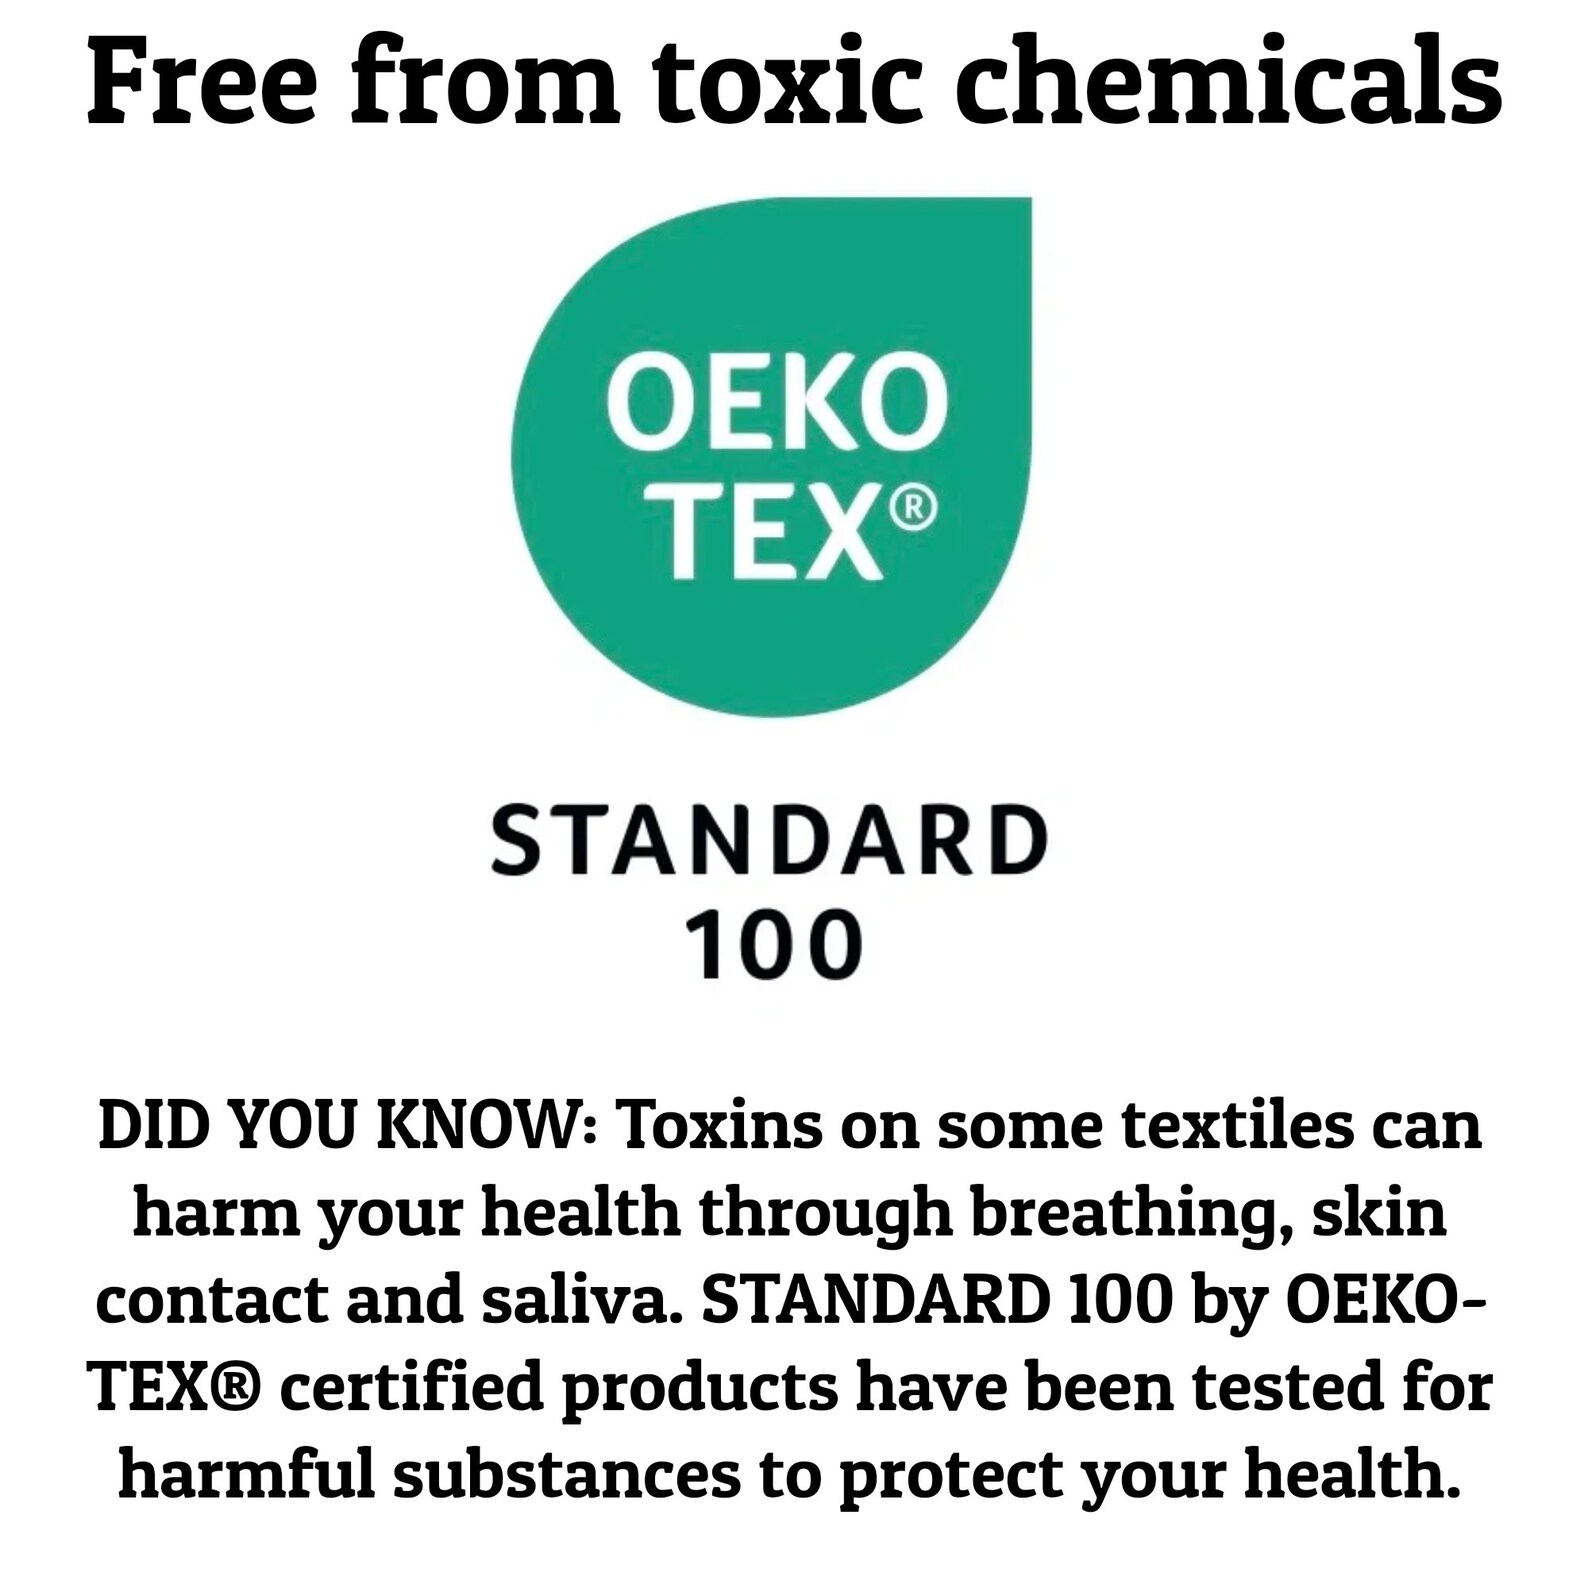 Free from toxic chemicals
OEKO
TEX®
STANDARD
100
DID YOU KNOW: Toxins on some textiles can
harm your health through breathing, skin
contact and saliva. STANDARD 100 by OEKO-
TEX® certified products have been tested for
harmful substances to protect your health.